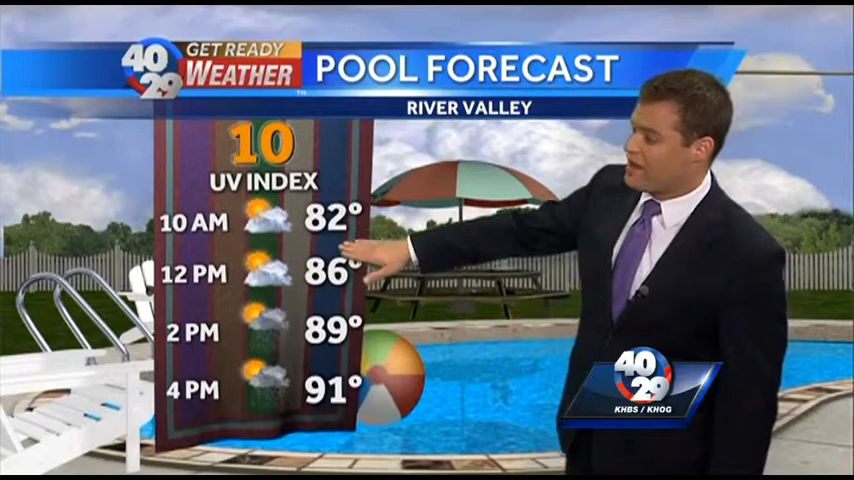 40
29
GET READY
WEATHER
TM
POOL FORECAST
RIVER VALLEY
10
UV INDEX
10 AM 82°
12 PM 86°
2 PM 89°
4 PM 91°
40
29
KHBS / KHOG